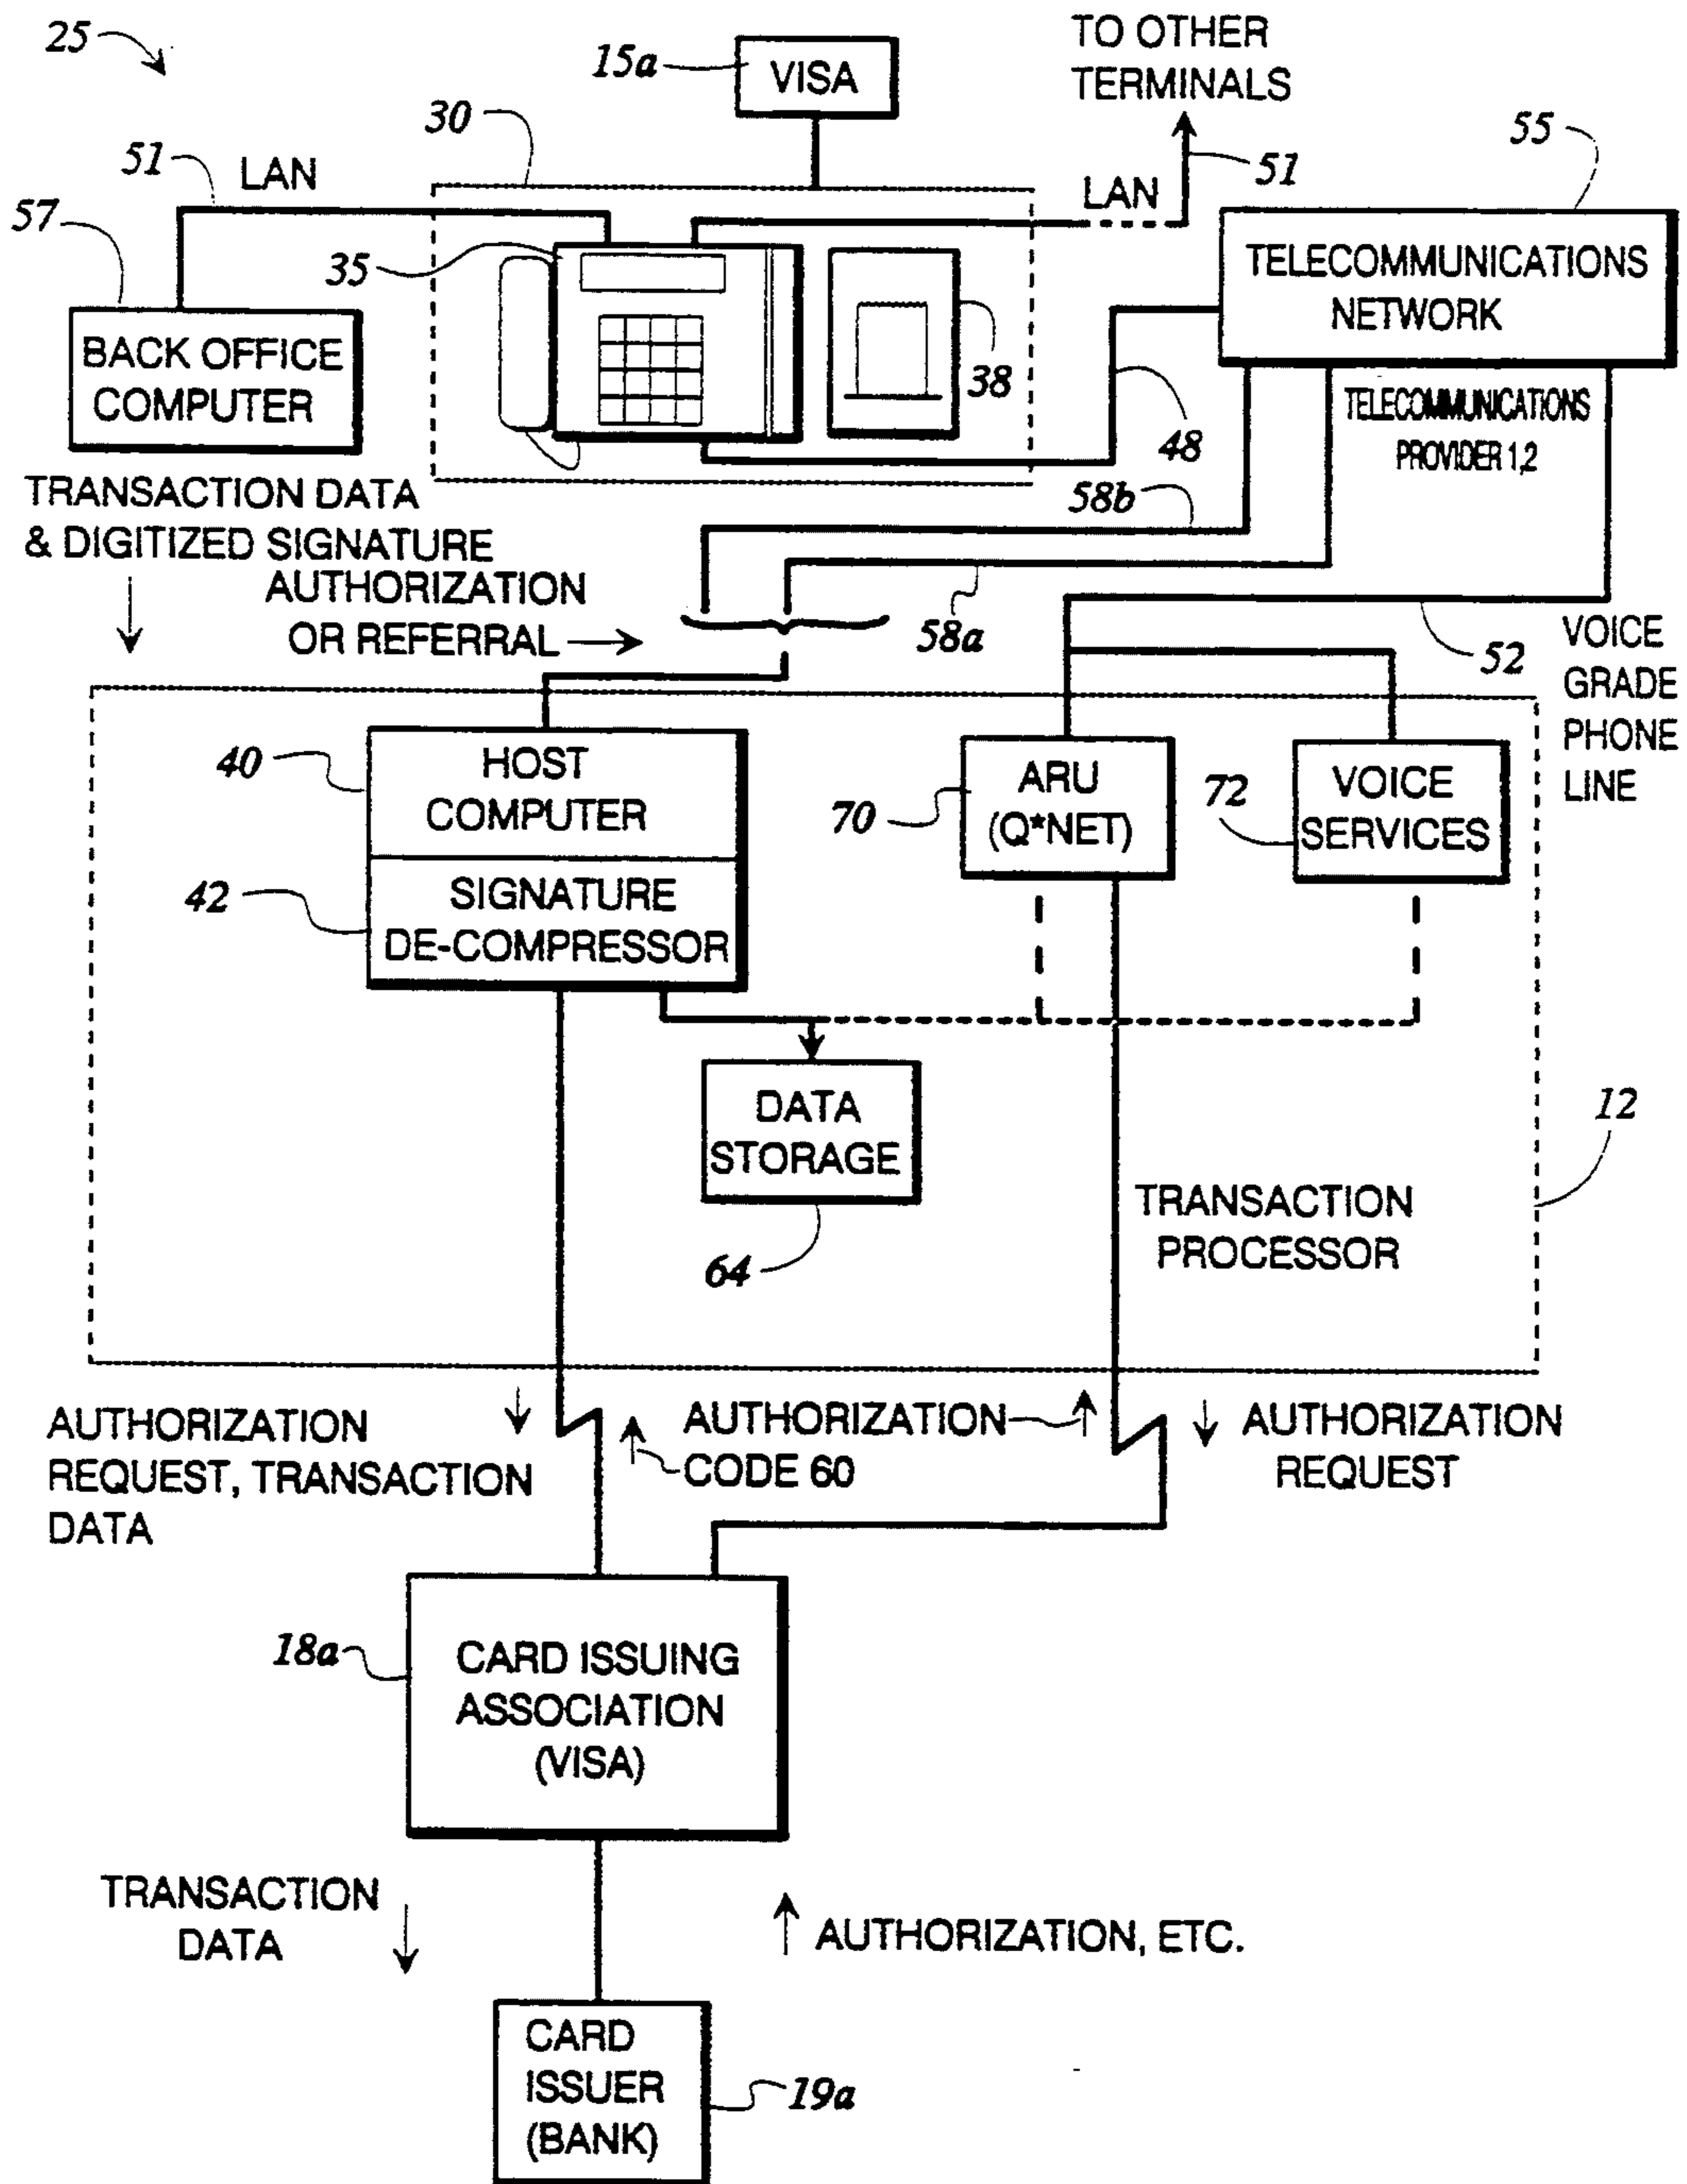 25
15a
VISA
TO OTHER
TERMINALS
30
55
51
LAN
51
LAN
57
35
TELECOMMUNICATIONS
NETWORK
BACK OFFICE
COMPUTER
38
48
TELECOMMUNICATIONS
PROVIDER 1,2
58b
TRANSACTION DATA
& DIGITIZED SIGNATURE
AUTHORIZATION
OR REFERRAL
58a
52
VOICE
GRADE
PHONE
LINE
40
HOST
COMPUTER
70
ARU
(Q*NET)
72
VOICE
SERVICES
42
SIGNATURE
DE-COMPRESSOR
DATA
STORAGE
12
64
TRANSACTION
PROCESSOR
AUTHORIZATION
REQUEST, TRANSACTION
DATA
AUTHORIZATION
CODE 60
AUTHORIZATION
REQUEST
18a
CARD ISSUING
ASSOCIATION
(VISA)
TRANSACTION
DATA
AUTHORIZATION, ETC.
CARD
ISSUER
(BANK)
19a